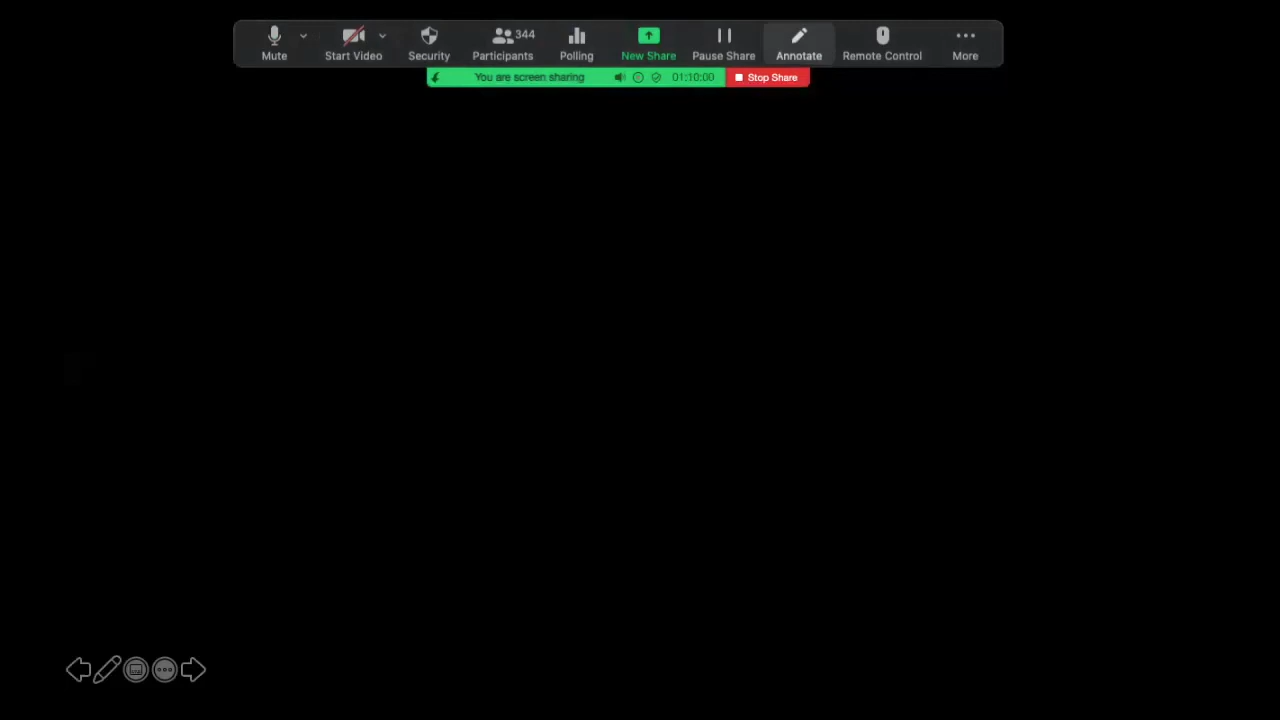 344
Mute Start Video Security Participants Polling New Share Pause Share Annotate Remote Control More
You are screen sharing 01:10:00 Stop Share